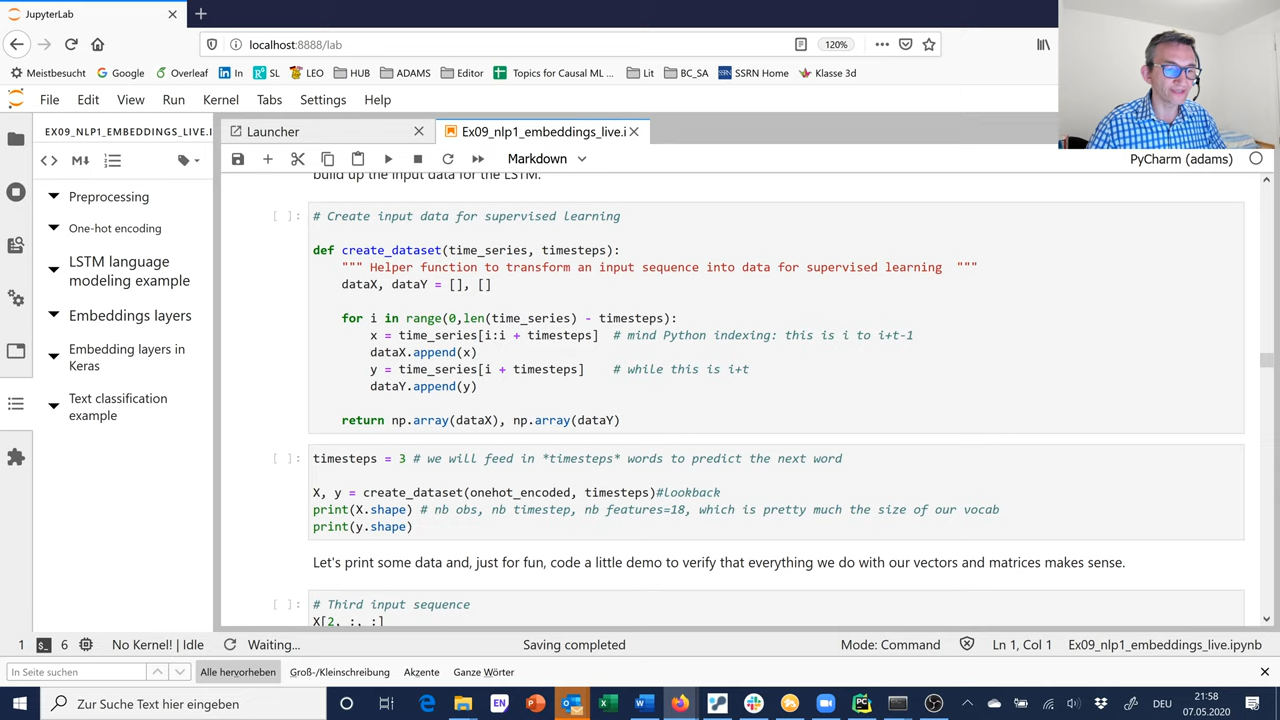 JupyterLab
localhost:8888/lab
120%
Meistbesucht
Google
Overleaf
In
SL
LEO
HUB
ADAMS
Editor
Topics for Causal ML ...
Lit
BC_SA
SSRN Home
Klasse 3d
File Edit View Run Kernel Tabs Settings Help
EX09_NLP1_EMBEDDINGS_LIVE.I
Launcher
Ex09_nlp1_embeddings_live.i
Markdown
PyCharm (adams)
Preprocessing
One-hot encoding
LSTM language
modeling example
Embeddings layers
Embedding layers in
Keras
Text classification
example
build up the input data for the LSTM.
[ ]: # Create input data for supervised learning
def create_dataset(time_series, timesteps):
""" Helper function to transform an input sequence into data for supervised learning """
dataX, dataY = [], []
for i in range(0,len(time_series) - timesteps):
x = time_series[i:i + timesteps] # mind Python indexing: this is i to i+t-1
dataX.append(x)
y = time_series[i + timesteps] # while this is i+t
dataY.append(y)
return np.array(dataX), np.array(dataY)
[ ]: timesteps = 3 # we will feed in *timesteps* words to predict the next word
X, y = create_dataset(onehot_encoded, timesteps)#lookback
print(X.shape) # nb obs, nb timestep, nb features=18, which is pretty much the size of our vocab
print(y.shape)
Let's print some data and, just for fun, code a little demo to verify that everything we do with our vectors and matrices makes sense.
[ ]: # Third input sequence
X[2, :, :]
1
6
No Kernel! | Idle
Waiting...
Saving completed
Mode: Command
Ln 1, Col 1
Ex09_nlp1_embeddings_live.ipynb
In Seite suchen
Alle hervorheben
Groß-/Kleinschreibung
Akzente
Ganze Wörter
Zur Suche Text hier eingeben
EN
DEU
21:58
07.05.2020